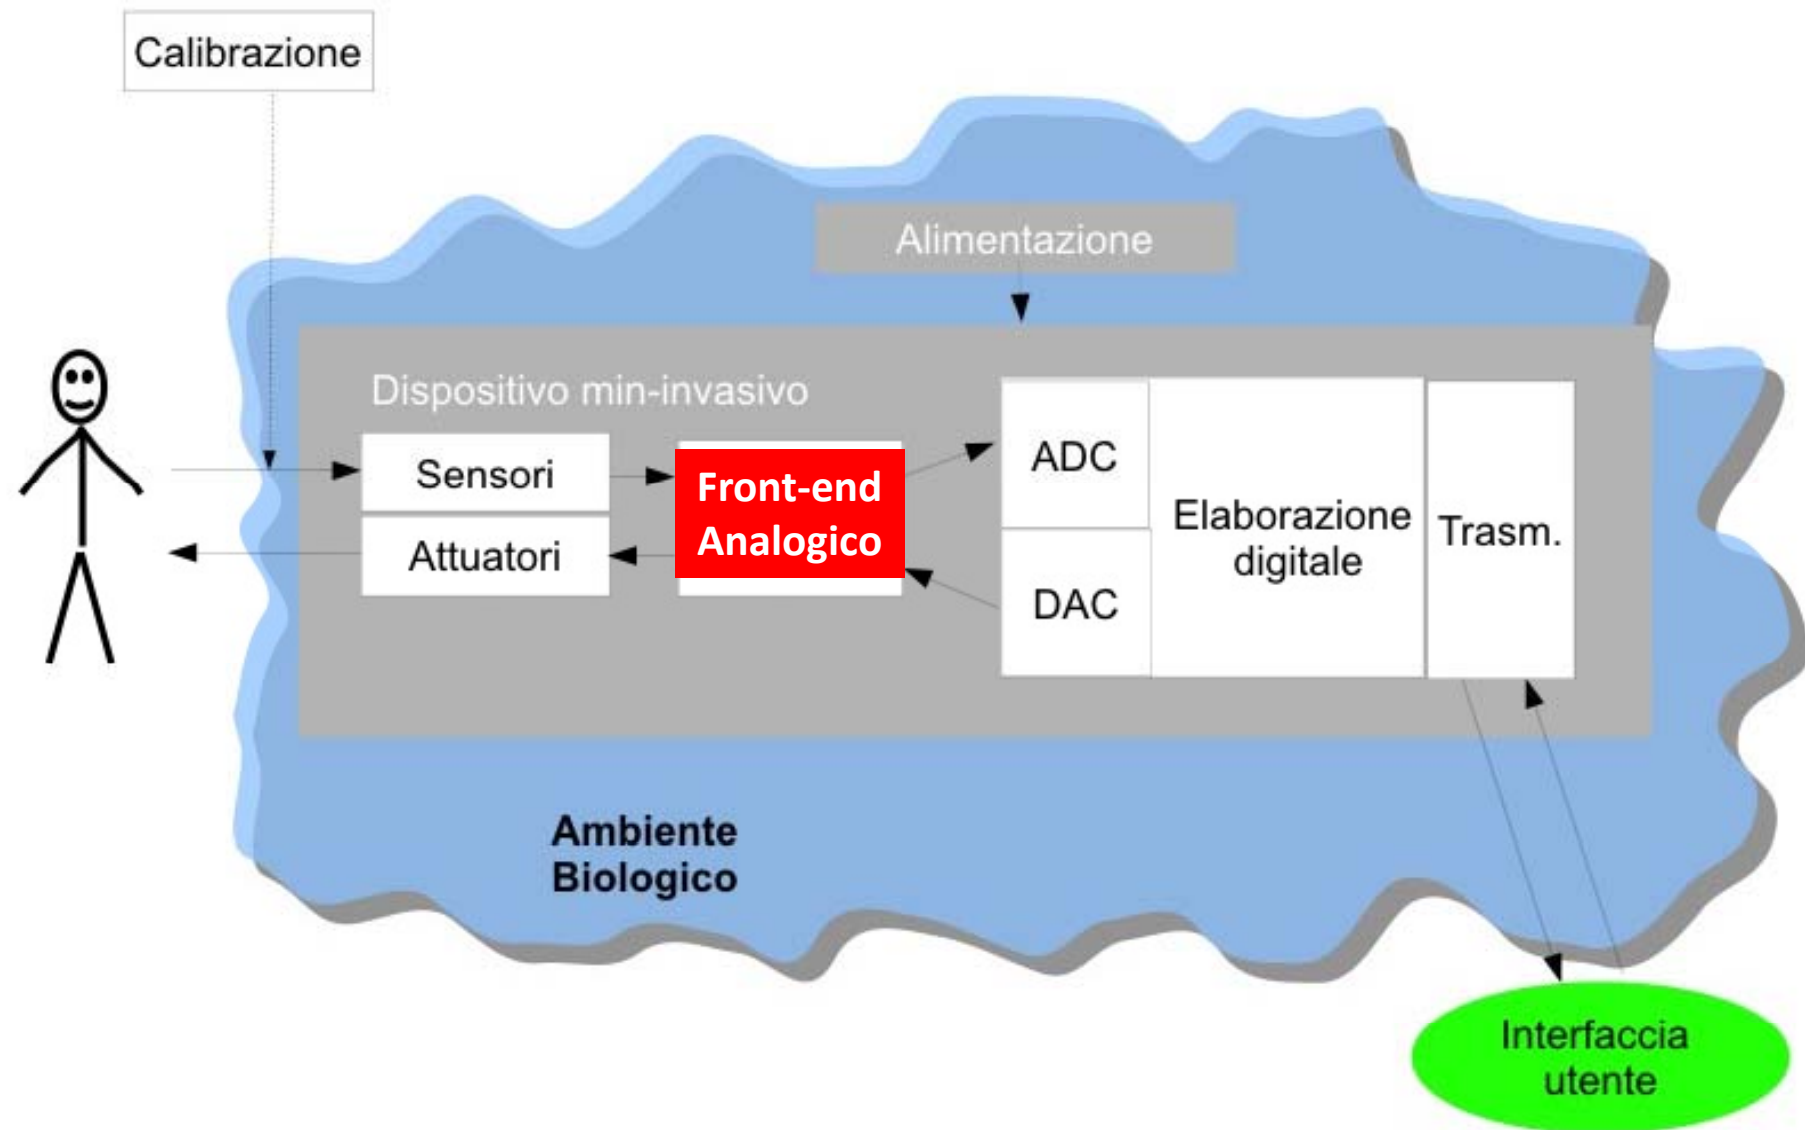 Calibrazione
Alimentazione
Dispositivo min-invasivo
Sensori
Attuatori
Front-end
Analogico
ADC
DAC
Elaborazione
digitale
Trasm.
Ambiente
Biologico
Interfaccia
utente